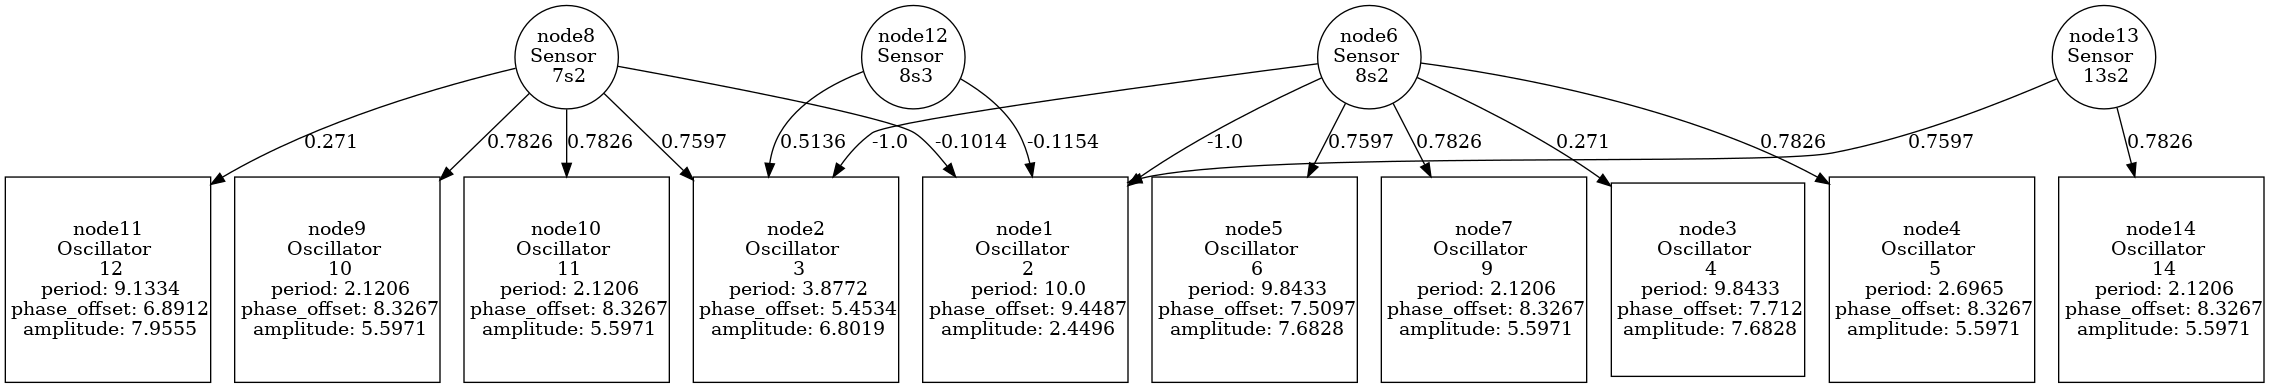 node8
Sensor
7s2
node12
Sensor
8s3
node6
Sensor
8s2
node13
Sensor
13s2
0.271
0.7826
0.7826
0.7597
0.5136
-1.0
-0.1014
-0.1154
-1.0
0.7597
0.7826
0.271
0.7826
0.7597
0.7826
node11
Oscillator
12
period: 9.1334
phase_offset: 6.8912
amplitude: 7.9555
node9
Oscillator
10
period: 2.1206
phase_offset: 8.3267
amplitude: 5.5971
node10
Oscillator
11
period: 2.1206
phase_offset: 8.3267
amplitude: 5.5971
node2
Oscillator
3
period: 3.8772
phase_offset: 5.4534
amplitude: 6.8019
node1
Oscillator
2
period: 10.0
phase_offset: 9.4487
amplitude: 2.4496
node5
Oscillator
6
period: 9.8433
phase_offset: 7.5097
amplitude: 7.6828
node7
Oscillator
9
period: 2.1206
phase_offset: 8.3267
amplitude: 5.5971
node3
Oscillator
4
period: 9.8433
phase_offset: 7.712
amplitude: 7.6828
node4
Oscillator
5
period: 2.6965
phase_offset: 8.3267
amplitude: 5.5971
node14
Oscillator
14
period: 2.1206
phase_offset: 8.3267
amplitude: 5.5971